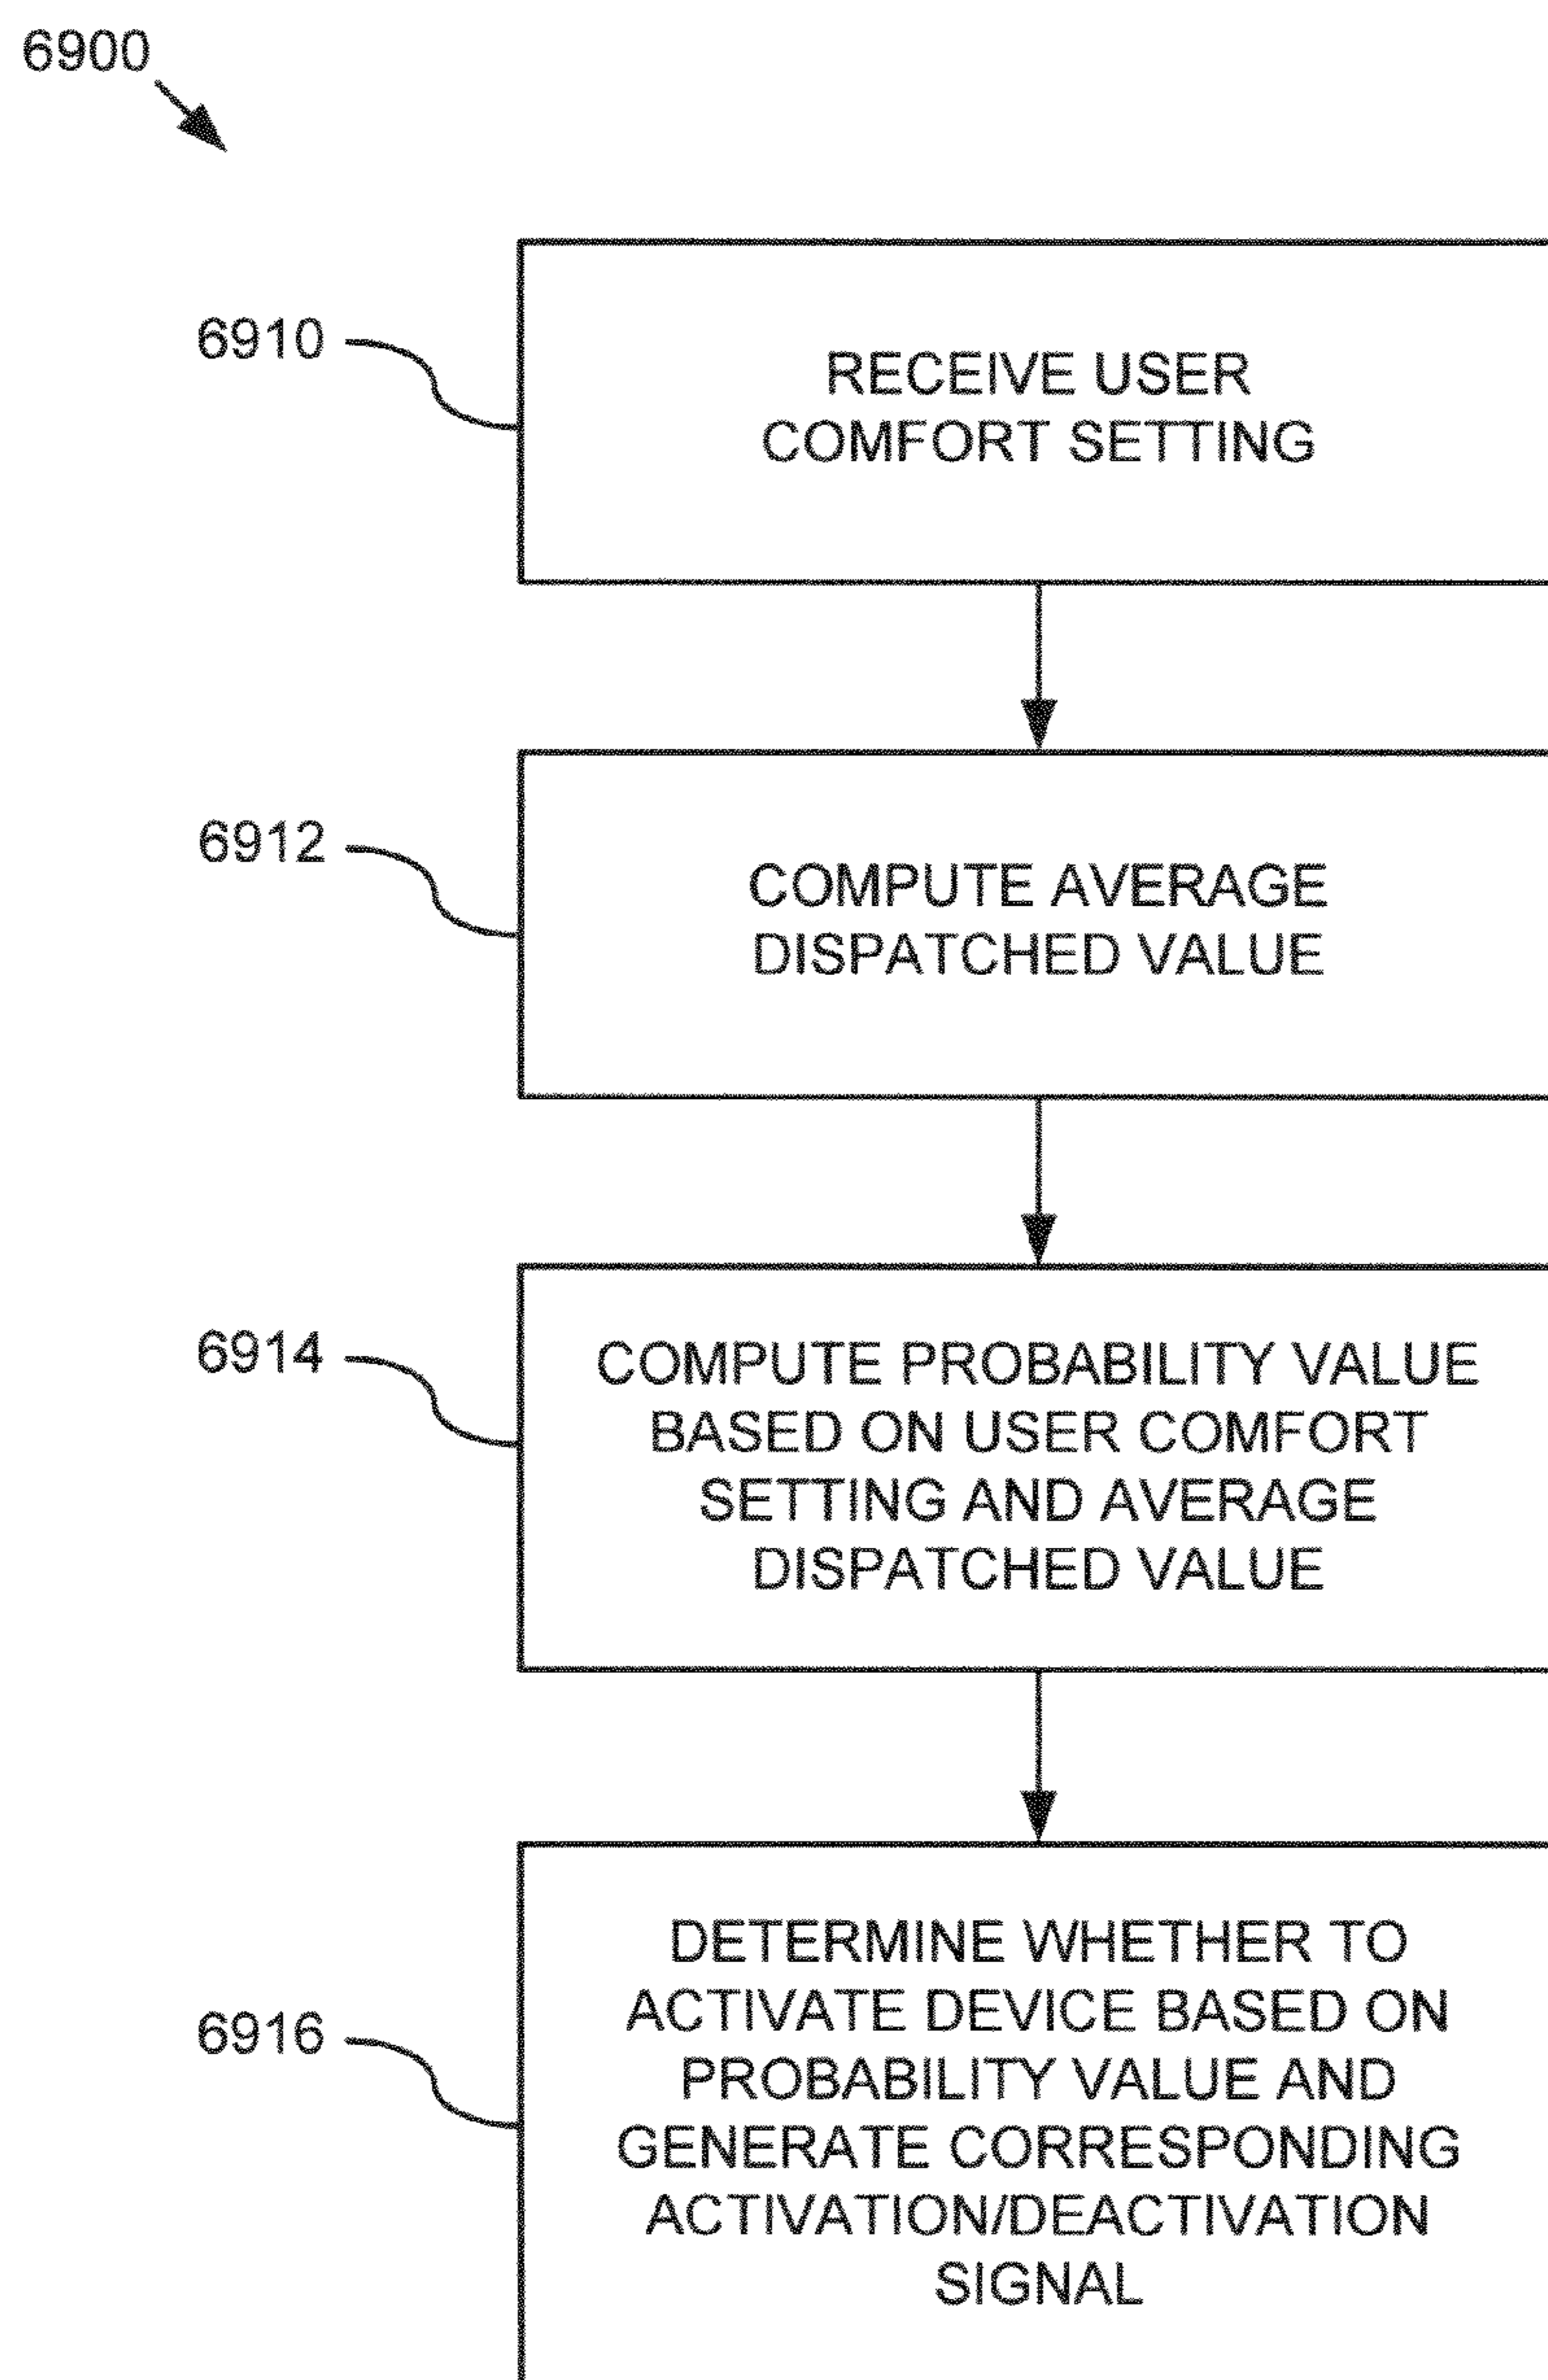 6900
6910
RECEIVE USER
COMFORT SETTING
6912
COMPUTE AVERAGE
DISPATCHED VALUE
6914
COMPUTE PROBABILITY VALUE
BASED ON USER COMFORT
SETTING AND AVERAGE
DISPATCHED VALUE
6916
DETERMINE WHETHER TO
ACTIVATE DEVICE BASED ON
PROBABILITY VALUE AND
GENERATE CORRESPONDING
ACTIVATION/DEACTIVATION
SIGNAL